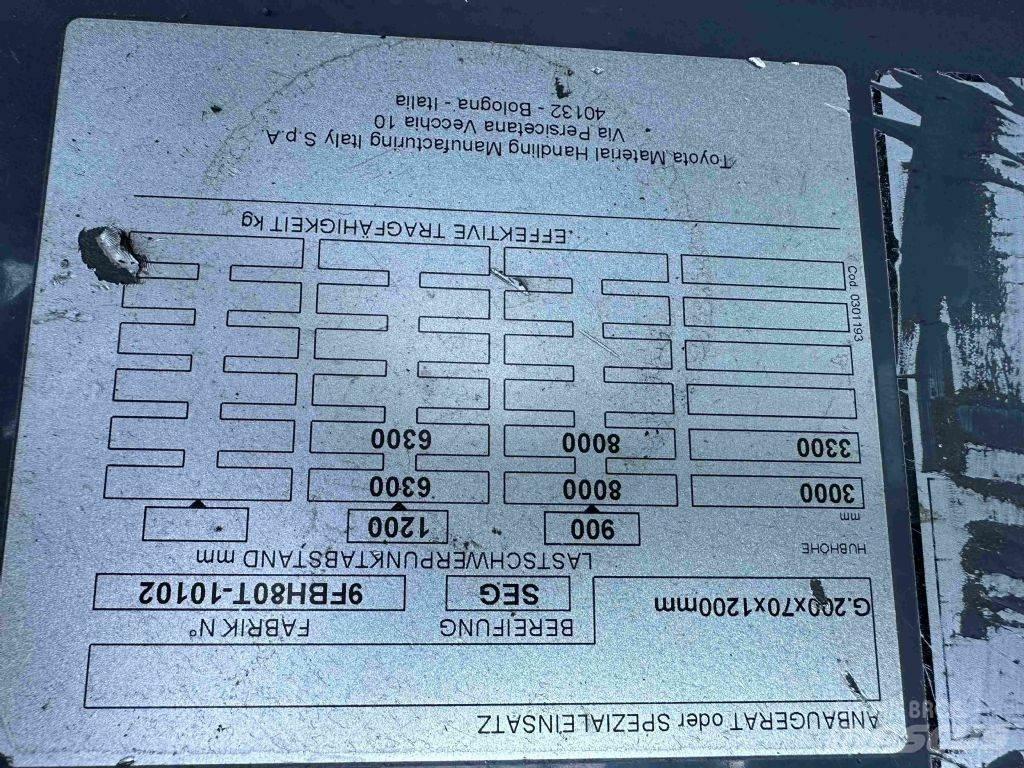 ANBAUGERÄT oder SPEZIALEINSATZ
G.200x70x1200mm
BEREIFUNG
SEG
FABRIK N°
9FBH80T-10102
HUBHÖHE
mm
LASTSCHWERPUNKTABSTAND mm
900 1200
3000 8000 6300
3300 8000 6300
EFFEKTIVE TRAGFÄHIGKEIT kg
Cod. 0301193
Toyota Material Handling Manufacturing Italy S.p.A.
Via Persicetana Vecchia 10
40132 - Bologna - Italia